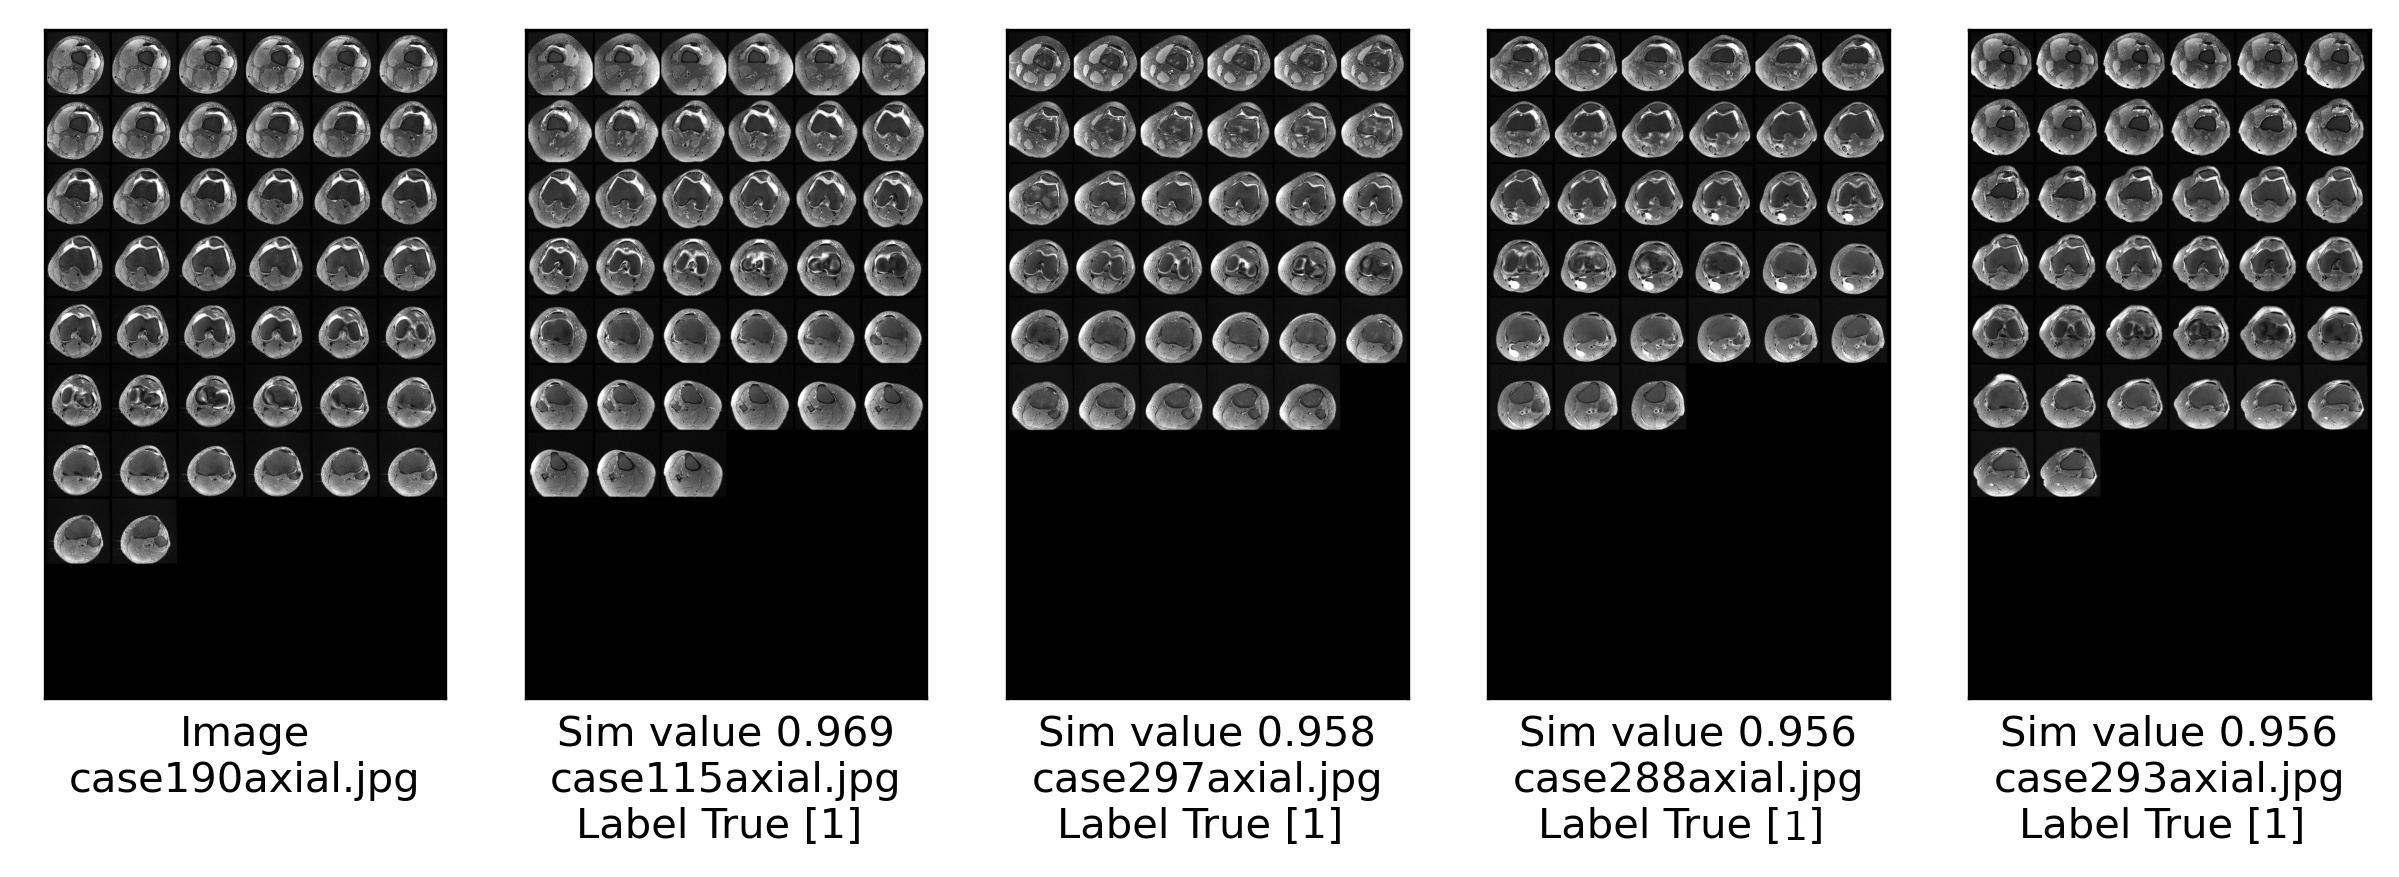 Image
case190axial.jpg
Sim value 0.969
case115axial.jpg
Label True [1]
Sim value 0.958
case297axial.jpg
Label True [1]
Sim value 0.956
case288axial.jpg
Label True [1]
Sim value 0.956
case293axial.jpg
Label True [1]